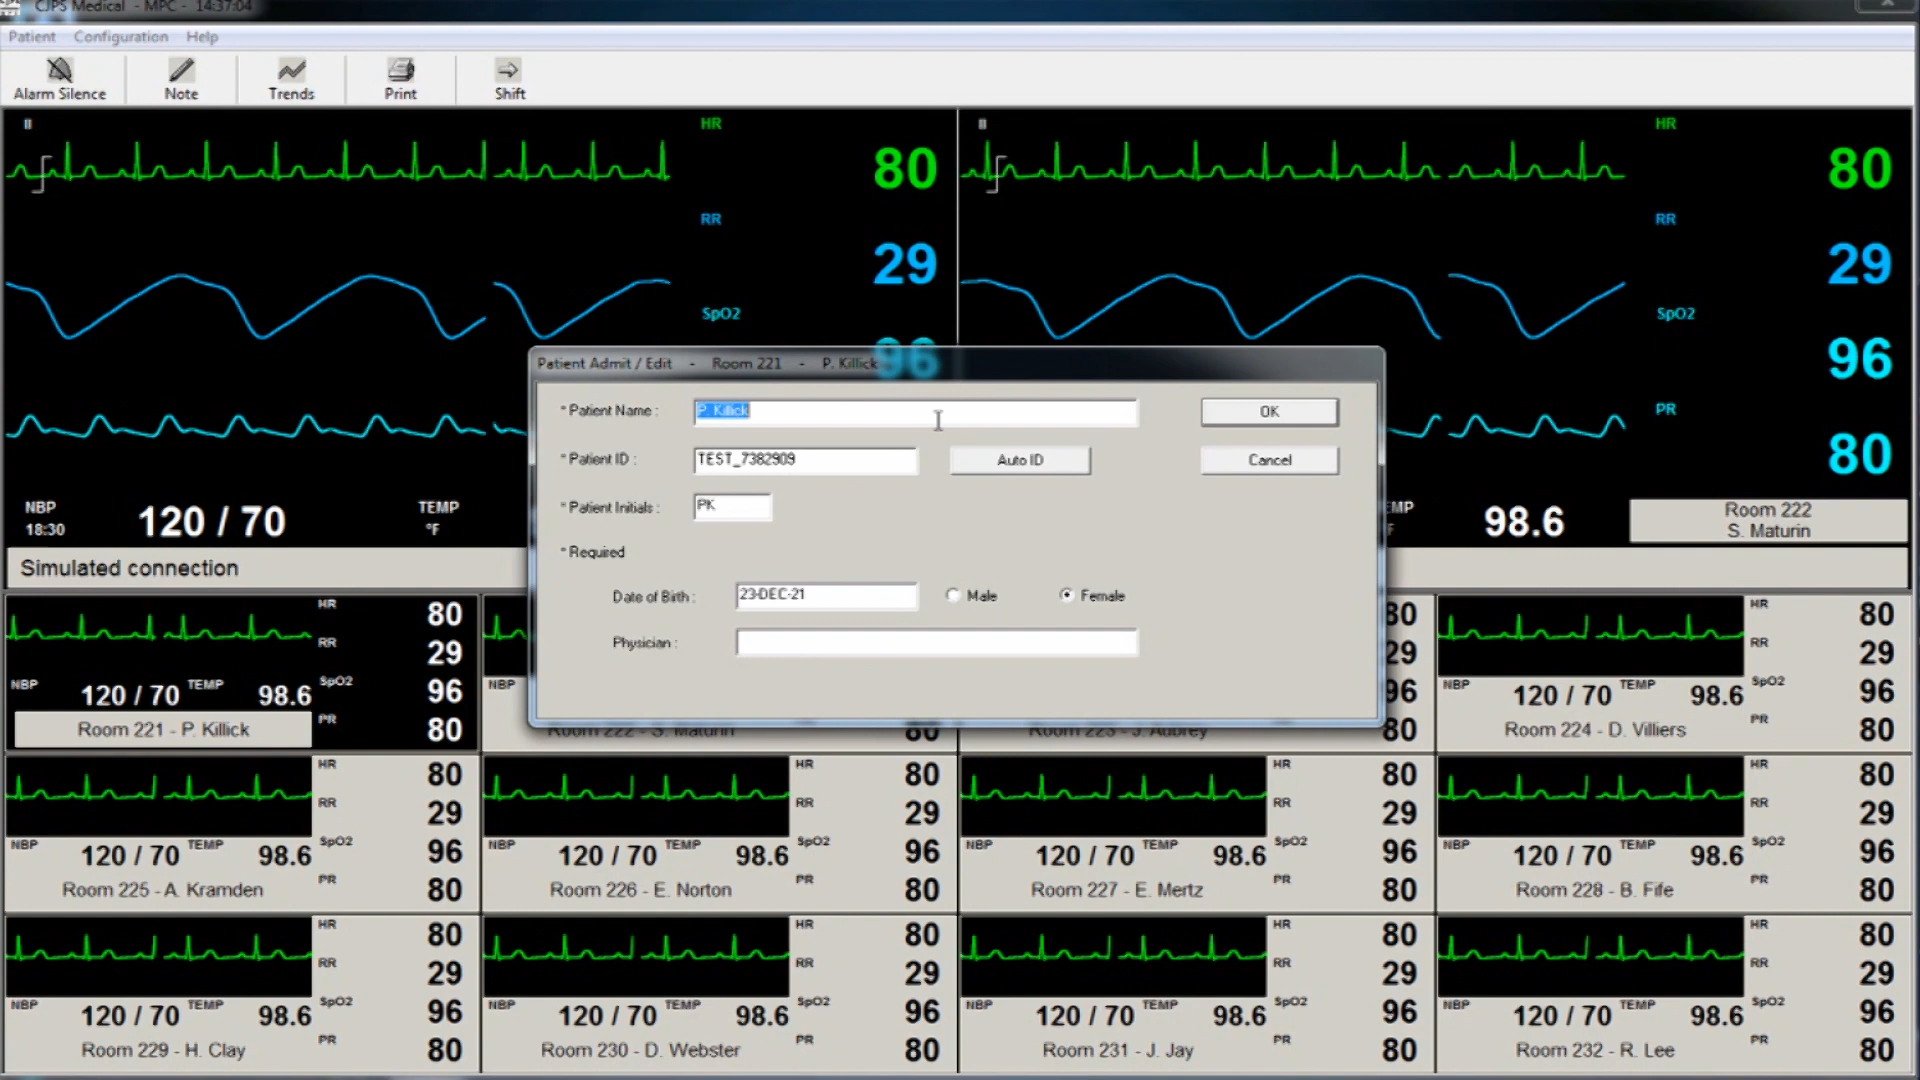 CJPS Medical - MPC - 14:37:04
Patient Configuration Help
Alarm Silence Note Trends Print Shift
II HR 80
RR 29
SpO2 96
NBP 18:30 120 / 70 TEMP °F
Simulated connection
II HR 80
RR 29
SpO2 96
PR 80
98.6
Room 222
S. Maturin
Patient Admit / Edit - Room 221 - P. Killick
* Patient Name : P. Killick OK
* Patient ID : TEST_7382909 Auto ID Cancel
* Patient Initials : PK
* Required
Date of Birth : 23-DEC-21 Male Female
Physician :
HR 80
RR 29
NBP 120 / 70 TEMP 98.6 SpO2 96
Room 221 - P. Killick PR 80
NBP
Room 222 - S. Maturin 80
80
29
96
Room 223 - J. Aubrey 80
HR 80
RR 29
NBP 120 / 70 TEMP 98.6 SpO2 96
Room 224 - D. Villiers PR 80
HR 80
RR 29
NBP 120 / 70 TEMP 98.6 SpO2 96
Room 225 - A. Kramden PR 80
HR 80
RR 29
NBP 120 / 70 TEMP 98.6 SpO2 96
Room 226 - E. Norton PR 80
HR 80
RR 29
NBP 120 / 70 TEMP 98.6 SpO2 96
Room 227 - E. Mertz PR 80
HR 80
RR 29
NBP 120 / 70 TEMP 98.6 SpO2 96
Room 228 - B. Fife PR 80
HR 80
RR 29
NBP 120 / 70 TEMP 98.6 SpO2 96
Room 229 - H. Clay PR 80
HR 80
RR 29
NBP 120 / 70 TEMP 98.6 SpO2 96
Room 230 - D. Webster PR 80
HR 80
RR 29
NBP 120 / 70 TEMP 98.6 SpO2 96
Room 231 - J. Jay PR 80
HR 80
RR 29
NBP 120 / 70 TEMP 98.6 SpO2 96
Room 232 - R. Lee PR 80